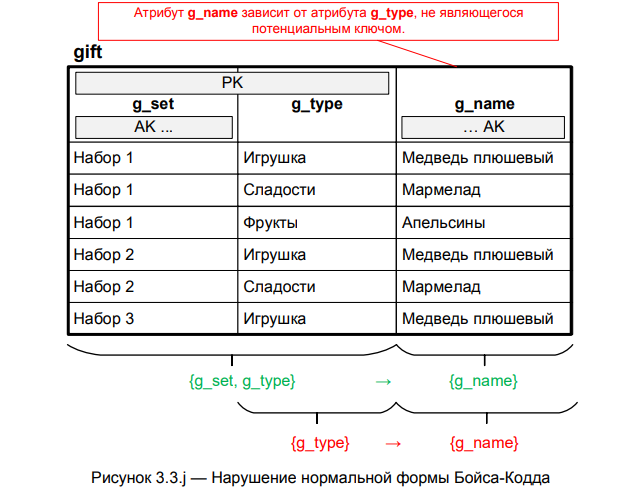 Атрибут g_name зависит от атрибута g_type, не являющегося
потенциальным ключом.
gift
PK
g_set g_type g_name
AK ... … AK
Набор 1 Игрушка Медведь плюшевый
Набор 1 Сладости Мармелад
Набор 1 Фрукты Апельсины
Набор 2 Игрушка Медведь плюшевый
Набор 2 Сладости Мармелад
Набор 3 Игрушка Медведь плюшевый
{g_set, g_type} → {g_name}
{g_type} → {g_name}
Рисунок 3.3.j — Нарушение нормальной формы Бойса-Кодда